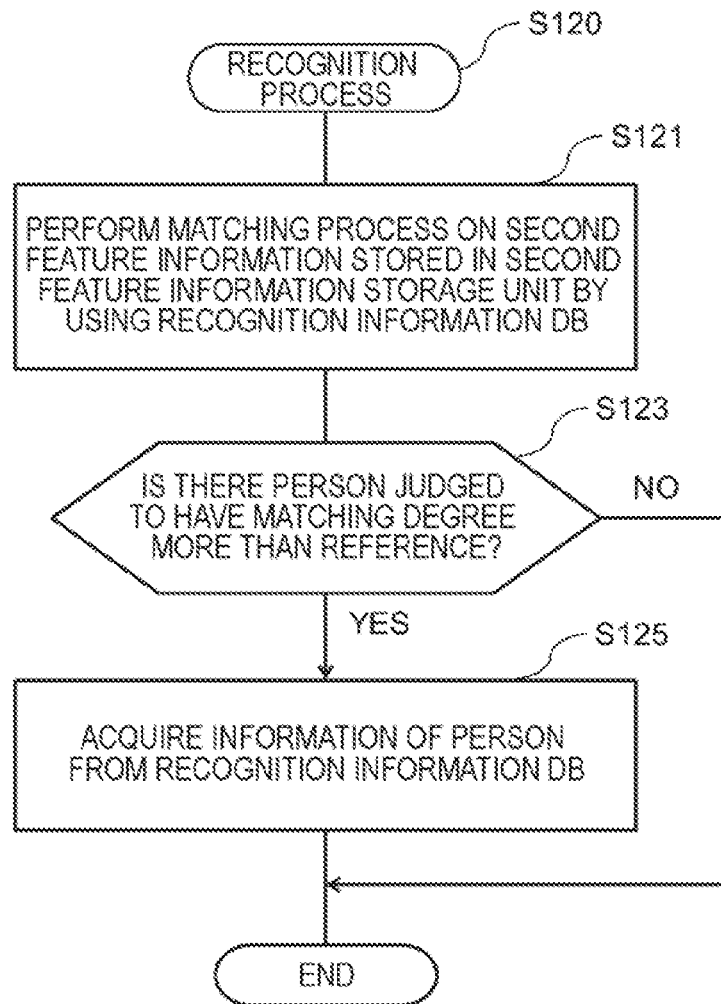 S120
RECOGNITION
PROCESS
S121
PERFORM MATCHING PROCESS ON SECOND
FEATURE INFORMATION STORED IN SECOND
FEATURE INFORMATION STORAGE UNIT BY
USING RECOGNITION INFORMATION DB
S123
IS THERE PERSON JUDGED
TO HAVE MATCHING DEGREE
MORE THAN REFERENCE?
NO
YES
S125
ACQUIRE INFORMATION OF PERSON
FROM RECOGNITION INFORMATION DB
END